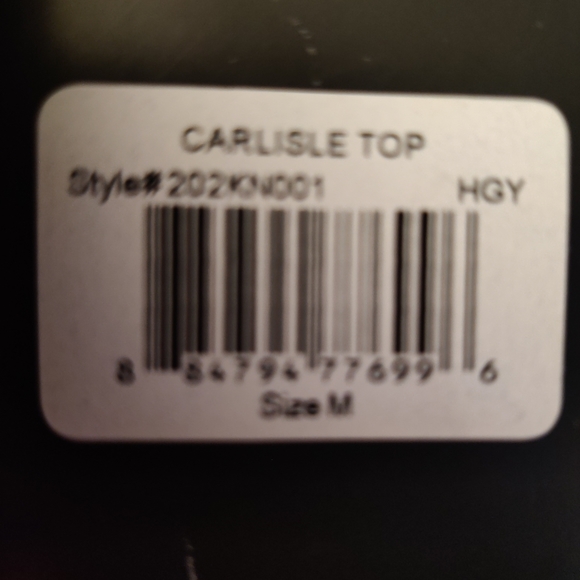 CARLISLE TOP
Style# 202KN001 HGY
8 84794 77699 6
Size M